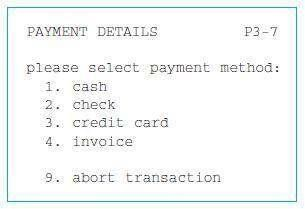 PAYMENT DETAILS P3-7
please select payment method:
1. cash
2. check
3. credit card
4. invoice
9. abort transaction